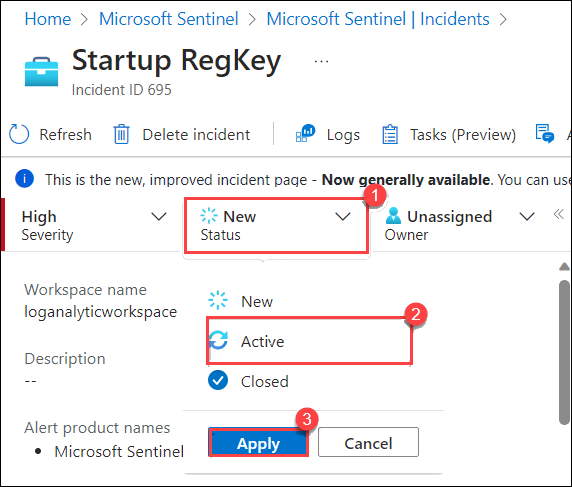 Home > Microsoft Sentinel > Microsoft Sentinel | Incidents >
Startup RegKey ...
Incident ID 695
Refresh Delete incident Logs Tasks (Preview) A
This is the new, improved incident page - Now generally available. You can use
1
High New Unassigned
Severity Status Owner
Workspace name
loganalyticworkspace
New
2
Active
Description
--
Closed
3
Alert product names
Apply Cancel
• Microsoft Sentinel